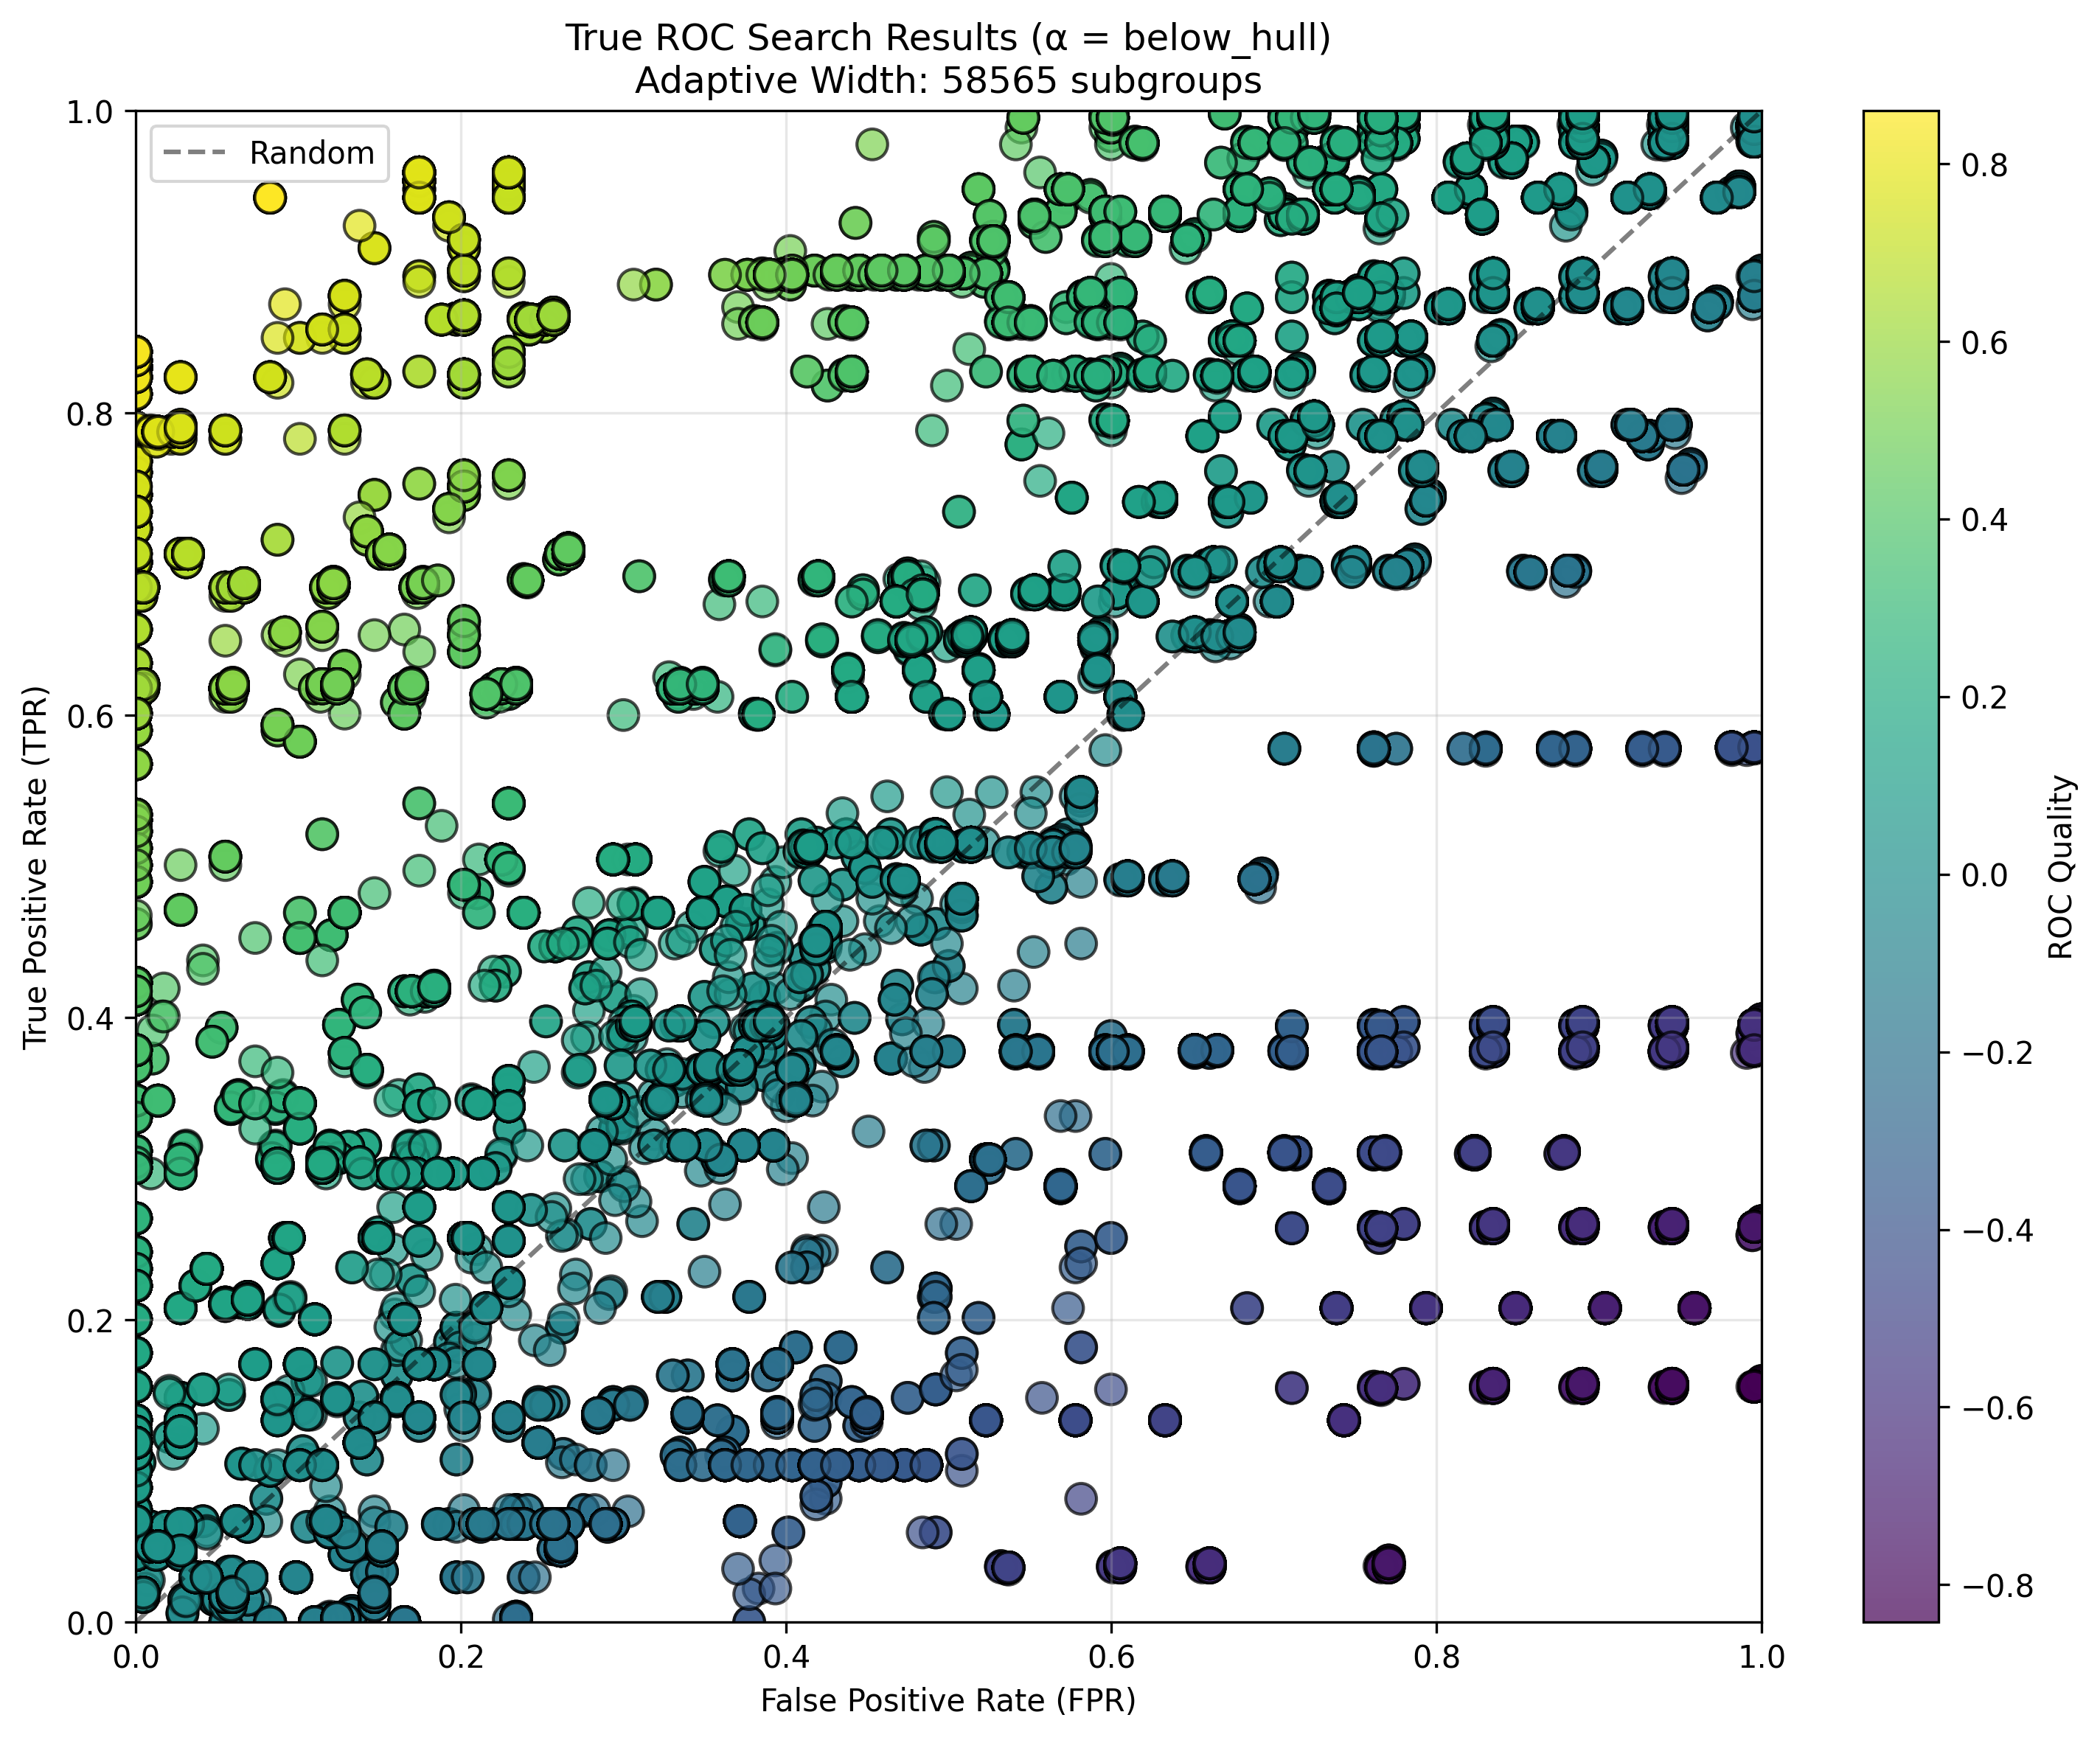 True ROC Search Results (α = below_hull)
Adaptive Width: 58565 subgroups
Random
True Positive Rate (TPR)
1.0
0.8
0.6
0.4
0.2
0.0
0.0 0.2 0.4 0.6 0.8 1.0
False Positive Rate (FPR)
0.8
0.6
0.4
0.2
0.0
−0.2
−0.4
−0.6
−0.8
ROC Quality